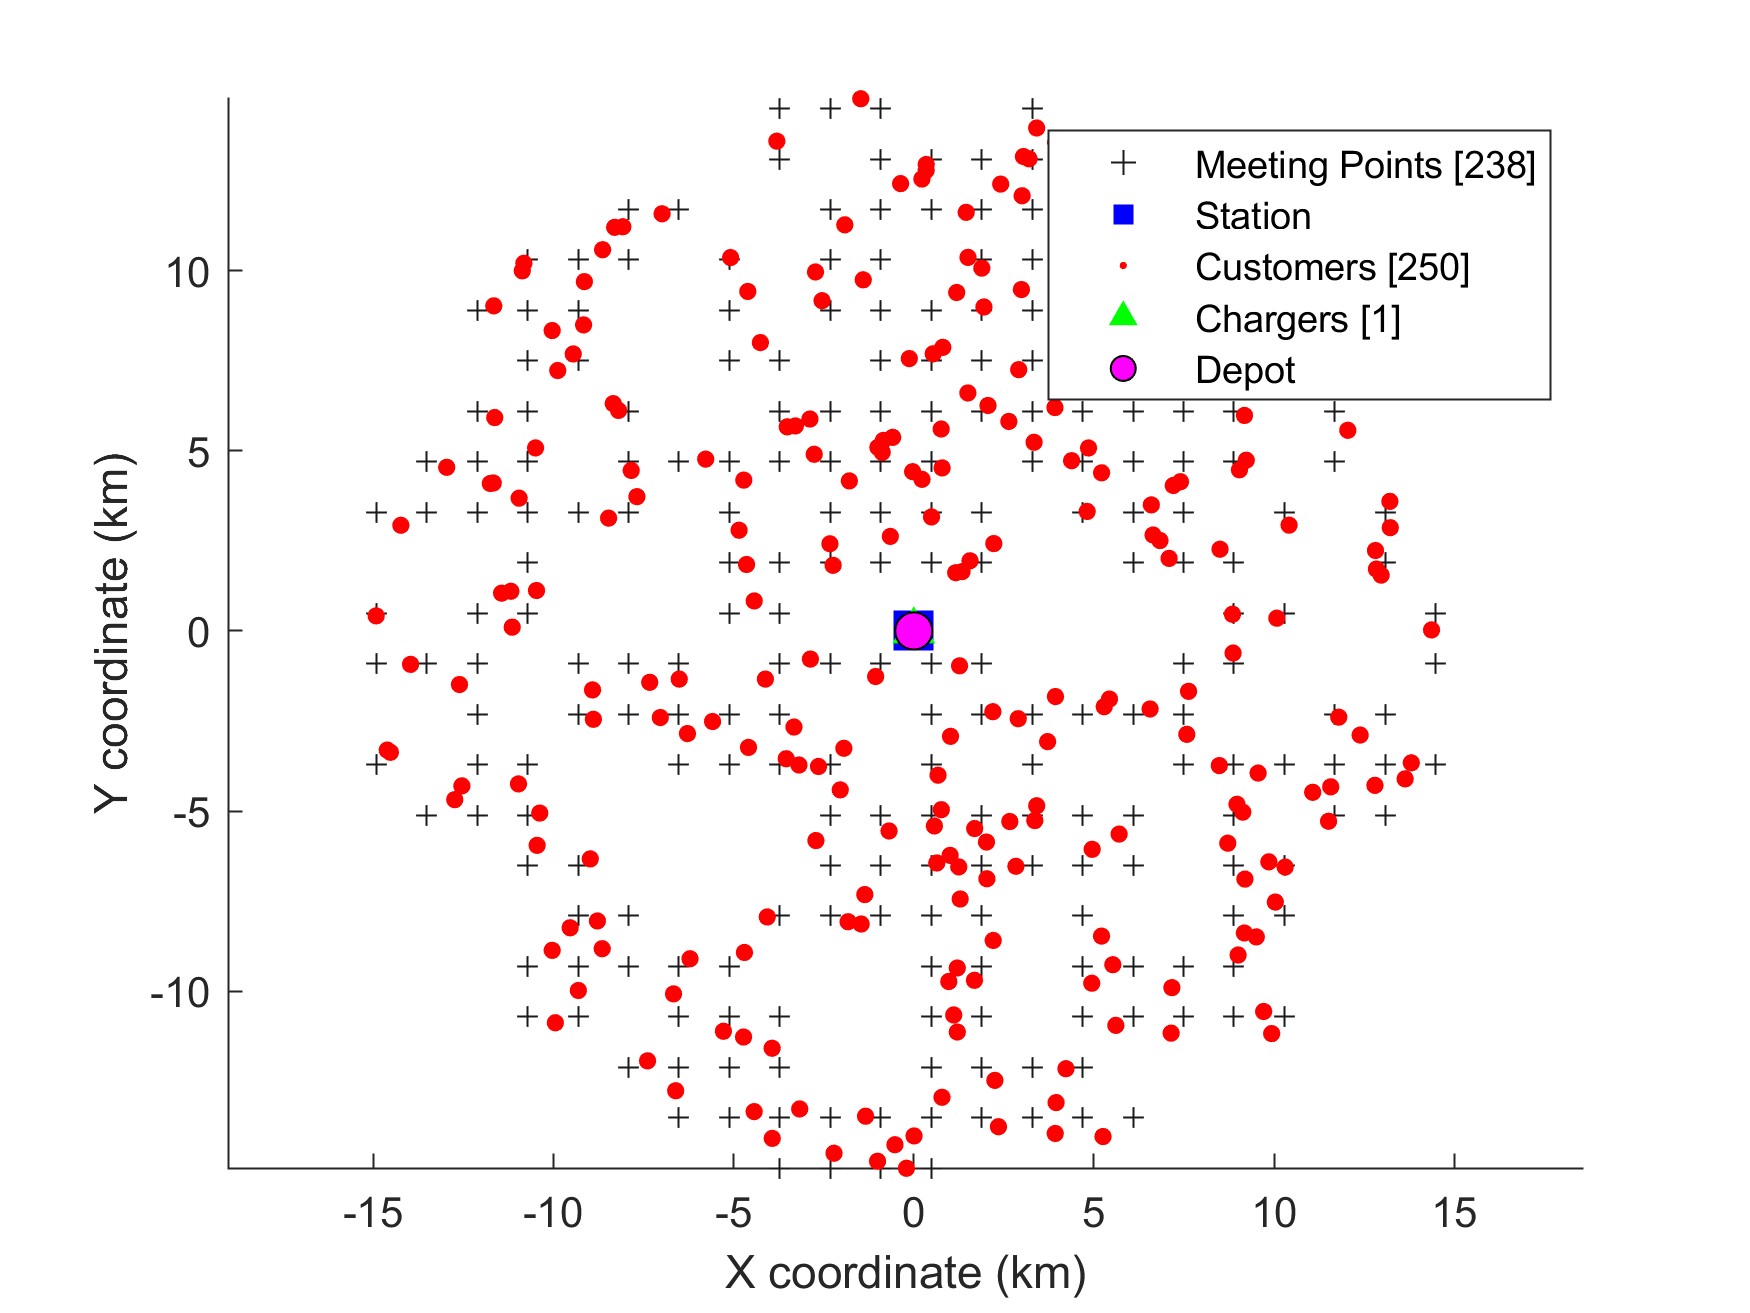 Meeting Points [238]
Station
Customers [250]
Chargers [1]
Depot
10
5
0
-5
-10
Y coordinate (km)
-15 -10 -5 0 5 10 15
X coordinate (km)